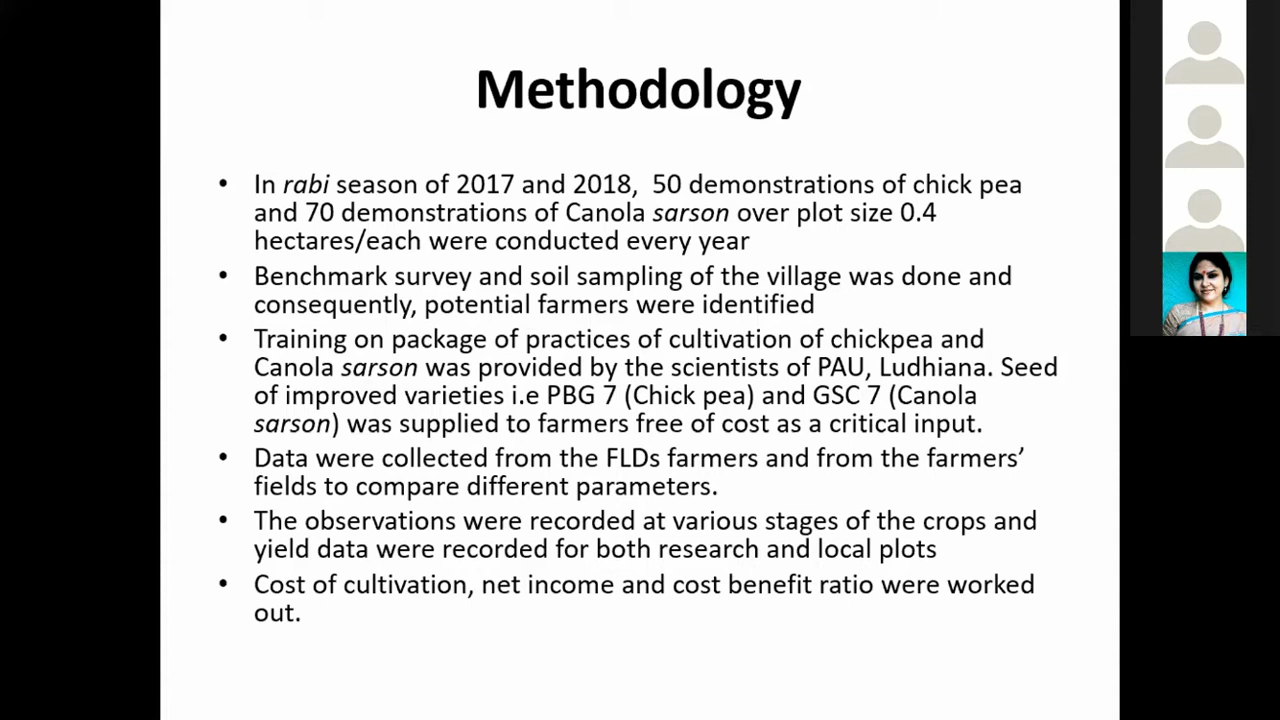 Methodology
• In rabi season of 2017 and 2018,  50 demonstrations of chick pea
and 70 demonstrations of Canola sarson over plot size 0.4
hectares/each were conducted every year
• Benchmark survey and soil sampling of the village was done and
consequently, potential farmers were identified
• Training on package of practices of cultivation of chickpea and
Canola sarson was provided by the scientists of PAU, Ludhiana. Seed
of improved varieties i.e PBG 7 (Chick pea) and GSC 7 (Canola
sarson) was supplied to farmers free of cost as a critical input.
• Data were collected from the FLDs farmers and from the farmers’
fields to compare different parameters.
• The observations were recorded at various stages of the crops and
yield data were recorded for both research and local plots
• Cost of cultivation, net income and cost benefit ratio were worked
out.